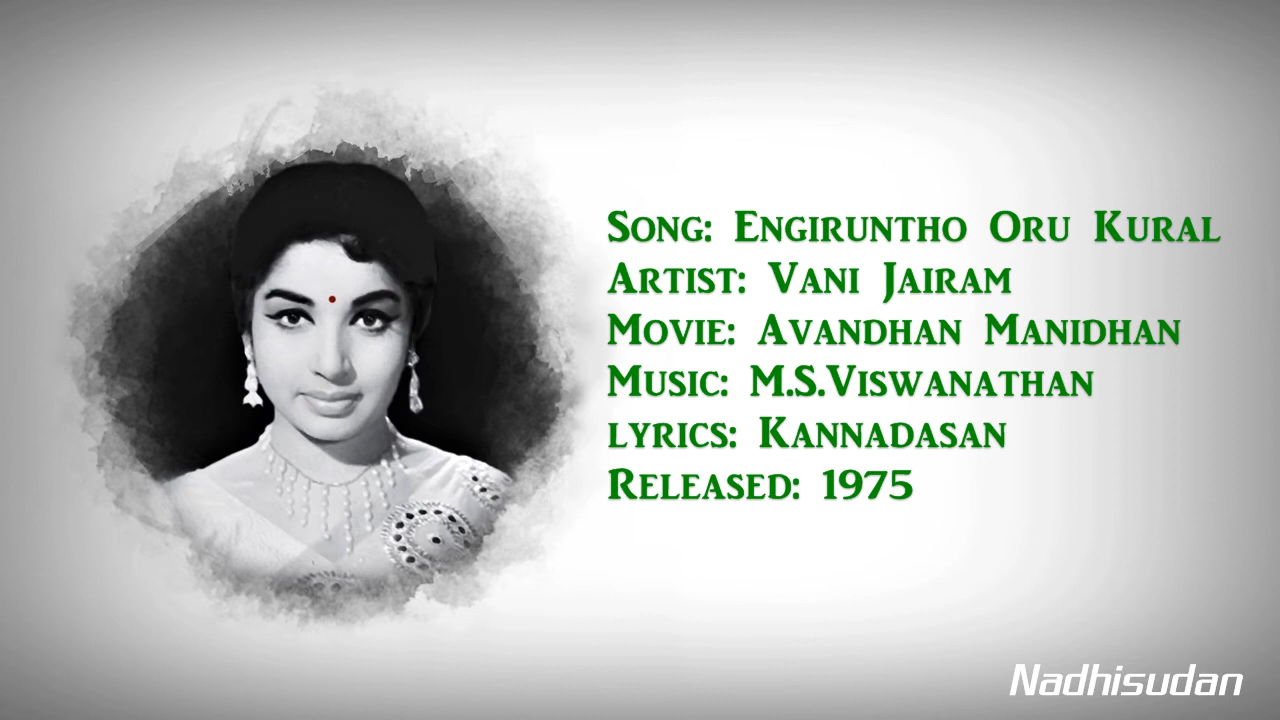 Song: Engiruntho Oru Kural
Artist: Vani Jairam
Movie: Avandhan Manidhan
Music: M.S.Viswanathan
lyrics: Kannadasan
Released: 1975
Nadhisudan